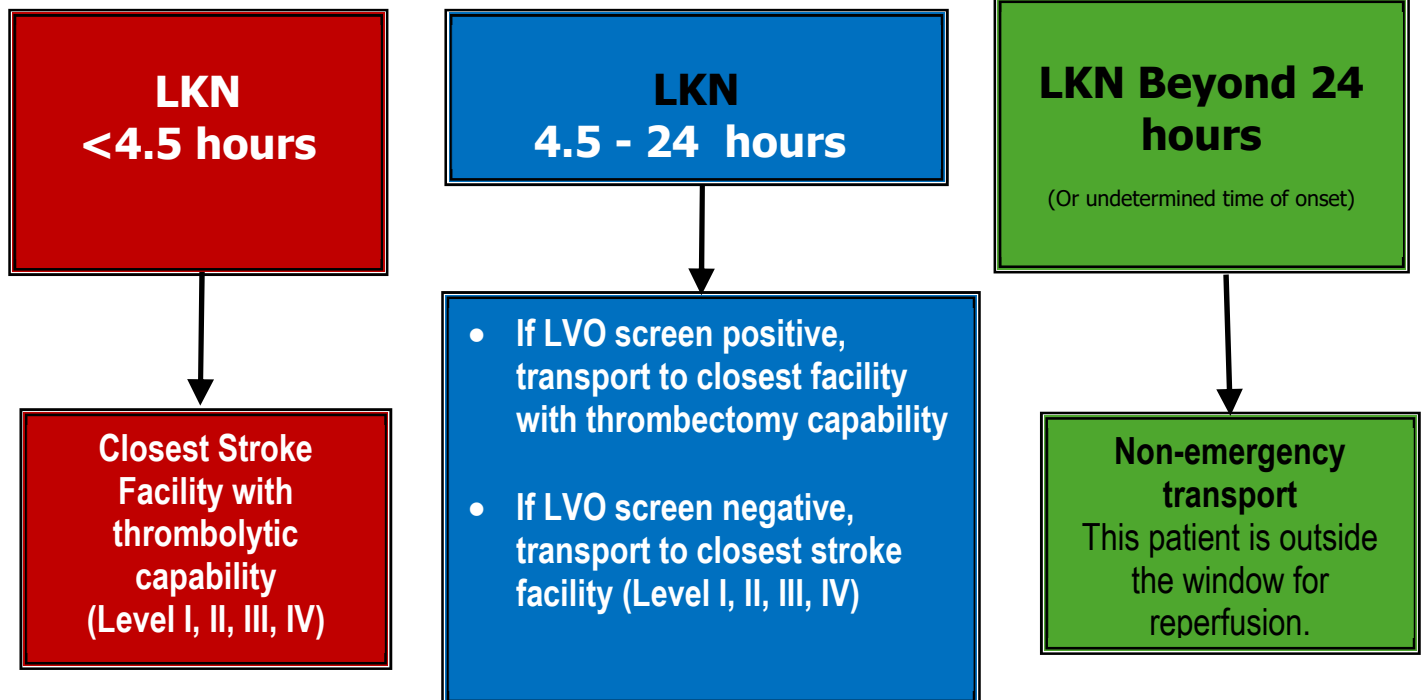 LKN
<4.5 hours
LKN
4.5 - 24 hours
LKN Beyond 24
hours
(Or undetermined time of onset)
Closest Stroke
Facility with
thrombolytic
capability
(Level I, II, III, IV)
• If LVO screen positive,
transport to closest facility
with thrombectomy capability
• If LVO screen negative,
transport to closest stroke
facility (Level I, II, III, IV)
Non-emergency
transport
This patient is outside
the window for
reperfusion.